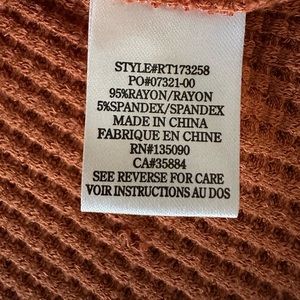 STYLE#RT173258
PO#07321-00
95%RAYON/RAYON
5%SPANDEX/SPANDEX
MADE IN CHINA
FABRIQUE EN CHINE
RN#135090
CA#35884
SEE REVERSE FOR CARE
VOIR INSTRUCTIONS AU DOS